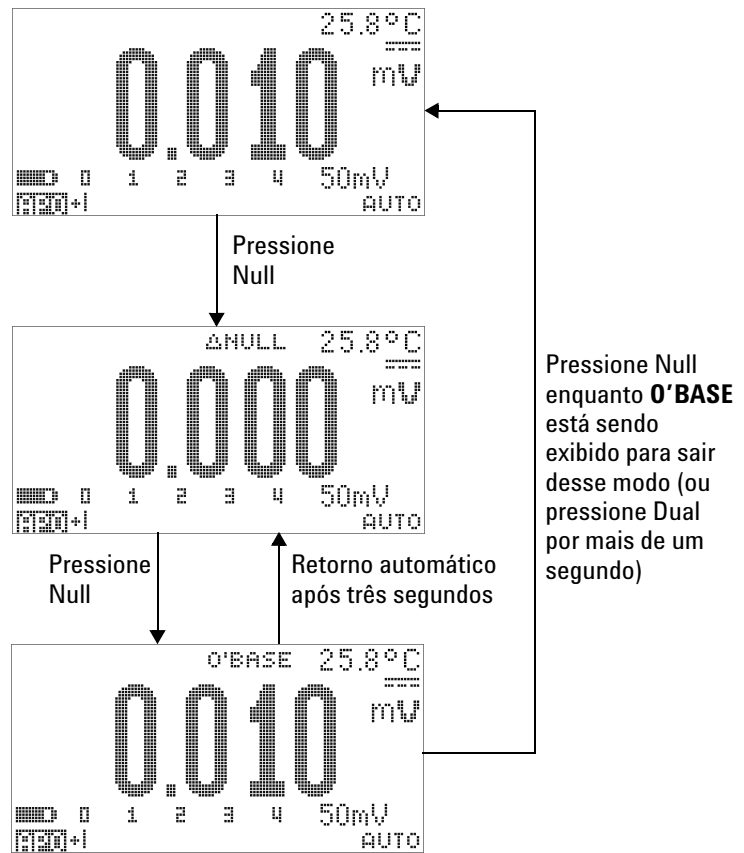 25.8°C
mV
0.010
0 1 2 3 4 50mV
AUTO
Pressione
Null
ΔNULL 25.8°C
mV
0.000
0 1 2 3 4 50mV
AUTO
Pressione
Null
Retorno automático
após três segundos
O'BASE 25.8°C
mV
0.010
0 1 2 3 4 50mV
AUTO
Pressione Null
enquanto O’BASE
está sendo
exibido para sair
desse modo (ou
pressione Dual
por mais de um
segundo)